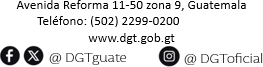 Avenida Reforma 11-50 zona 9, Guatemala
Teléfono: (502) 2299-0200
www.dgt.gob.gt
@ DGTguate @ DGToficial